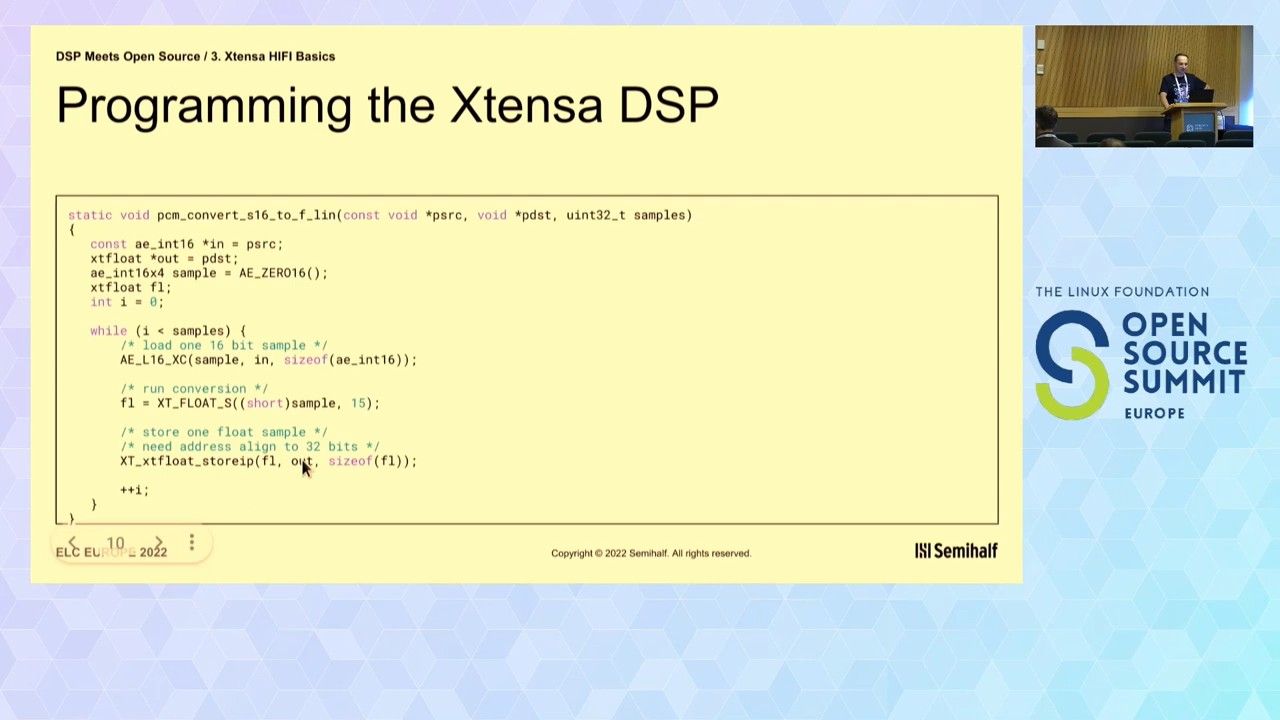 DSP Meets Open Source / 3. Xtensa HIFI Basics
Programming the Xtensa DSP
static void pcm_convert_s16_to_f_lin(const void *psrc, void *pdst, uint32_t samples)
{
const ae_int16 *in = psrc;
xtfloat *out = pdst;
ae_int16x4 sample = AE_ZERO16();
xtfloat fl;
int i = 0;
while (i < samples) {
/* load one 16 bit sample */
AE_L16_XC(sample, in, sizeof(ae_int16));
/* run conversion */
fl = XT_FLOAT_S((short)sample, 15);
/* store one float sample */
/* need address align to 32 bits */
XT_xtfloat_storeip(fl, out, sizeof(fl));
++i;
}
}
10
ELC EUROPE 2022
Copyright © 2022 Semihalf. All rights reserved.
Semihalf
THE LINUX FOUNDATION
OPEN
SOURCE
SUMMIT
EUROPE